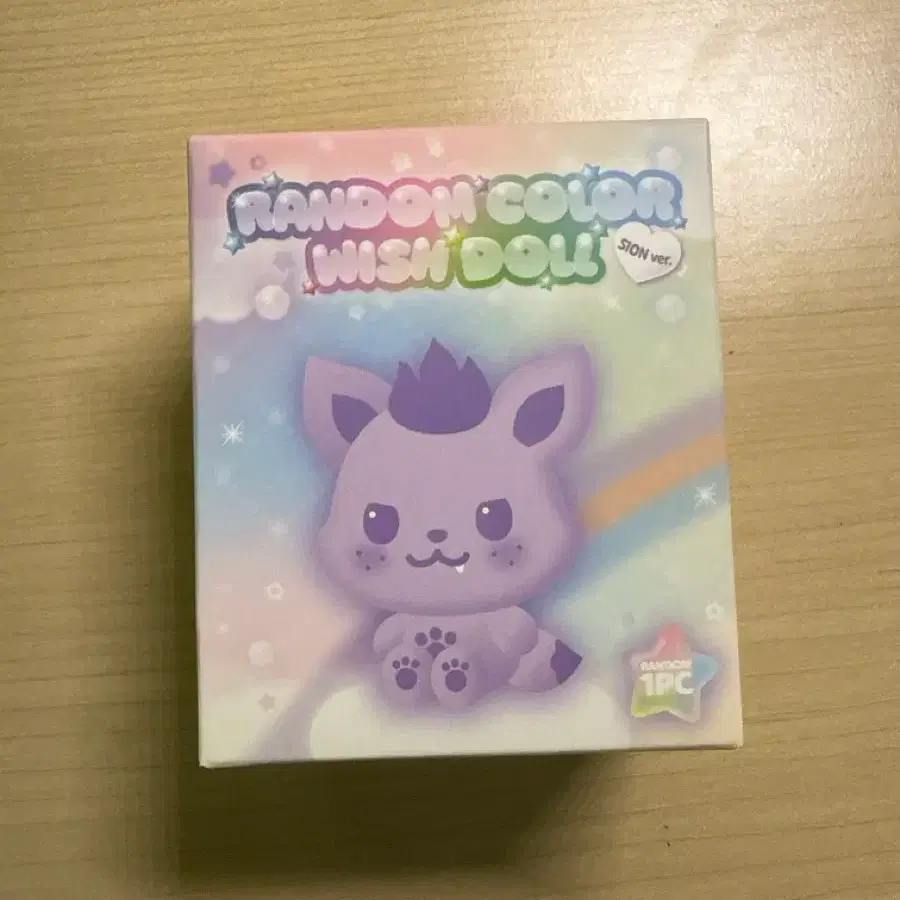 RANDOM COLOR
WISH DOLL
SION ver.
RANDOM
1PC